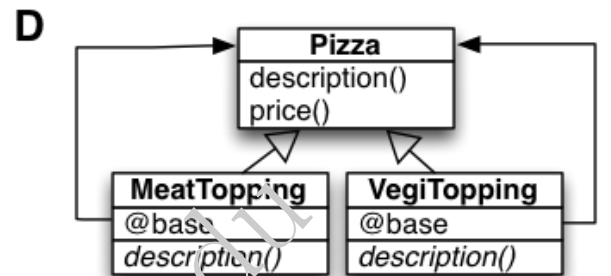 D
Pizza
description()
price()
MeatTopping
@base
description()
VegiTopping
@base
description()